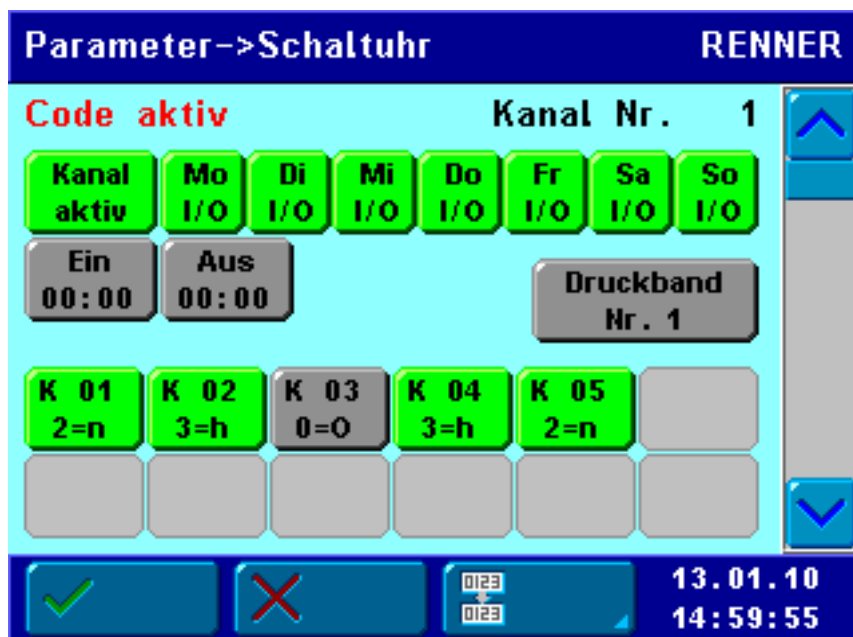 Parameter->Schaltuhr RENNER
Code aktiv Kanal Nr. 1
Kanal aktiv
Mo I/O
Di I/O
Mi I/O
Do I/O
Fr I/O
Sa I/O
So I/O
Ein 00:00
Aus 00:00
Druckband Nr. 1
K 01 2=n
K 02 3=h
K 03 0=O
K 04 3=h
K 05 2=n
0123
0123
13.01.10
14:59:55